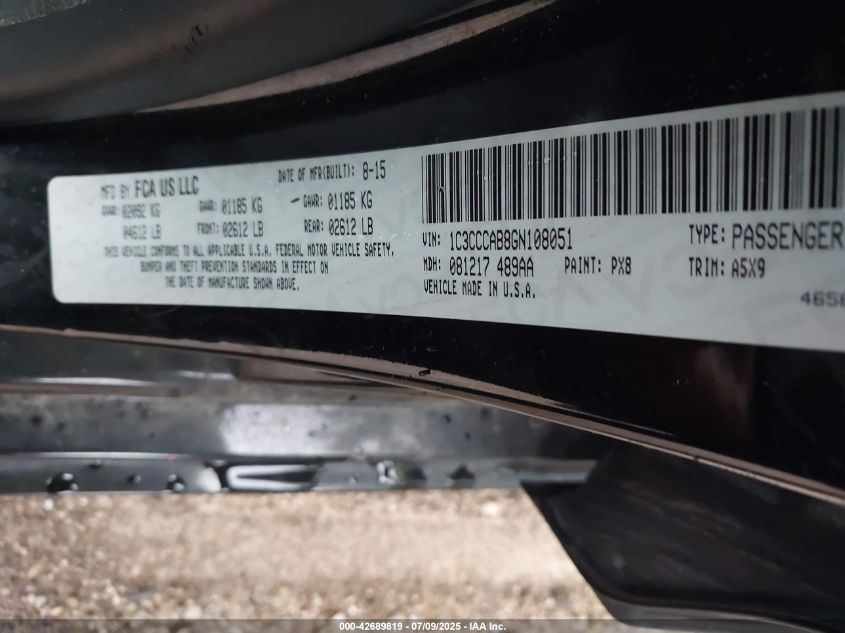 MFD BY FCA US LLC DATE OF MFR(BUILT): 8-15
GVWR: 02092 KG GAWR: 01185 KG GAWR: 01185 KG
04612 LB FRONT: 02612 LB REAR: 02612 LB
THIS VEHICLE CONFORMS TO ALL APPLICABLE U.S.A. FEDERAL MOTOR VEHICLE SAFETY,
BUMPER AND THEFT PREVENTION STANDARDS IN EFFECT ON
THE DATE OF MANUFACTURE SHOWN ABOVE.
VIN: 1C3CCCAB8GN108051 TYPE: PASSENGER
MDH: 081217 489AA PAINT: PX8 TRIM: A5X9
VEHICLE MADE IN U.S.A.
465
000-42689819 | 07/09/2025 - IAA Inc.